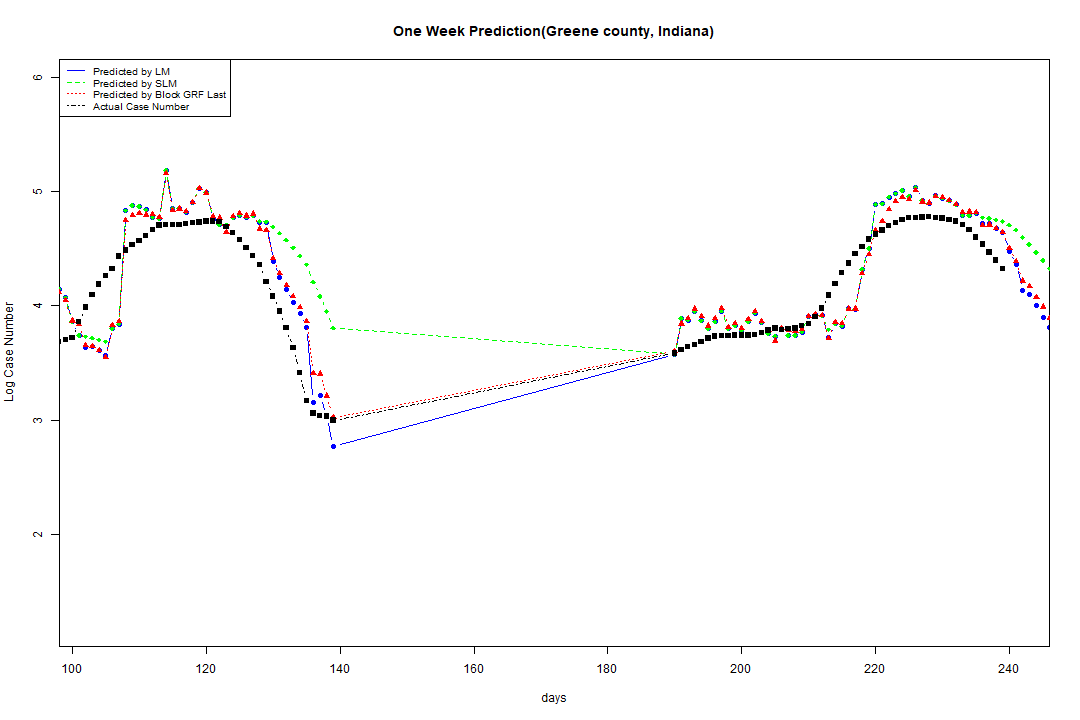 One Week Prediction(Greene county, Indiana)
Predicted by LM
Predicted by SLM
Predicted by Block GRF Last
Actual Case Number
6
5
4
3
2
Log Case Number
100 120 140 160 180 200 220 240
days